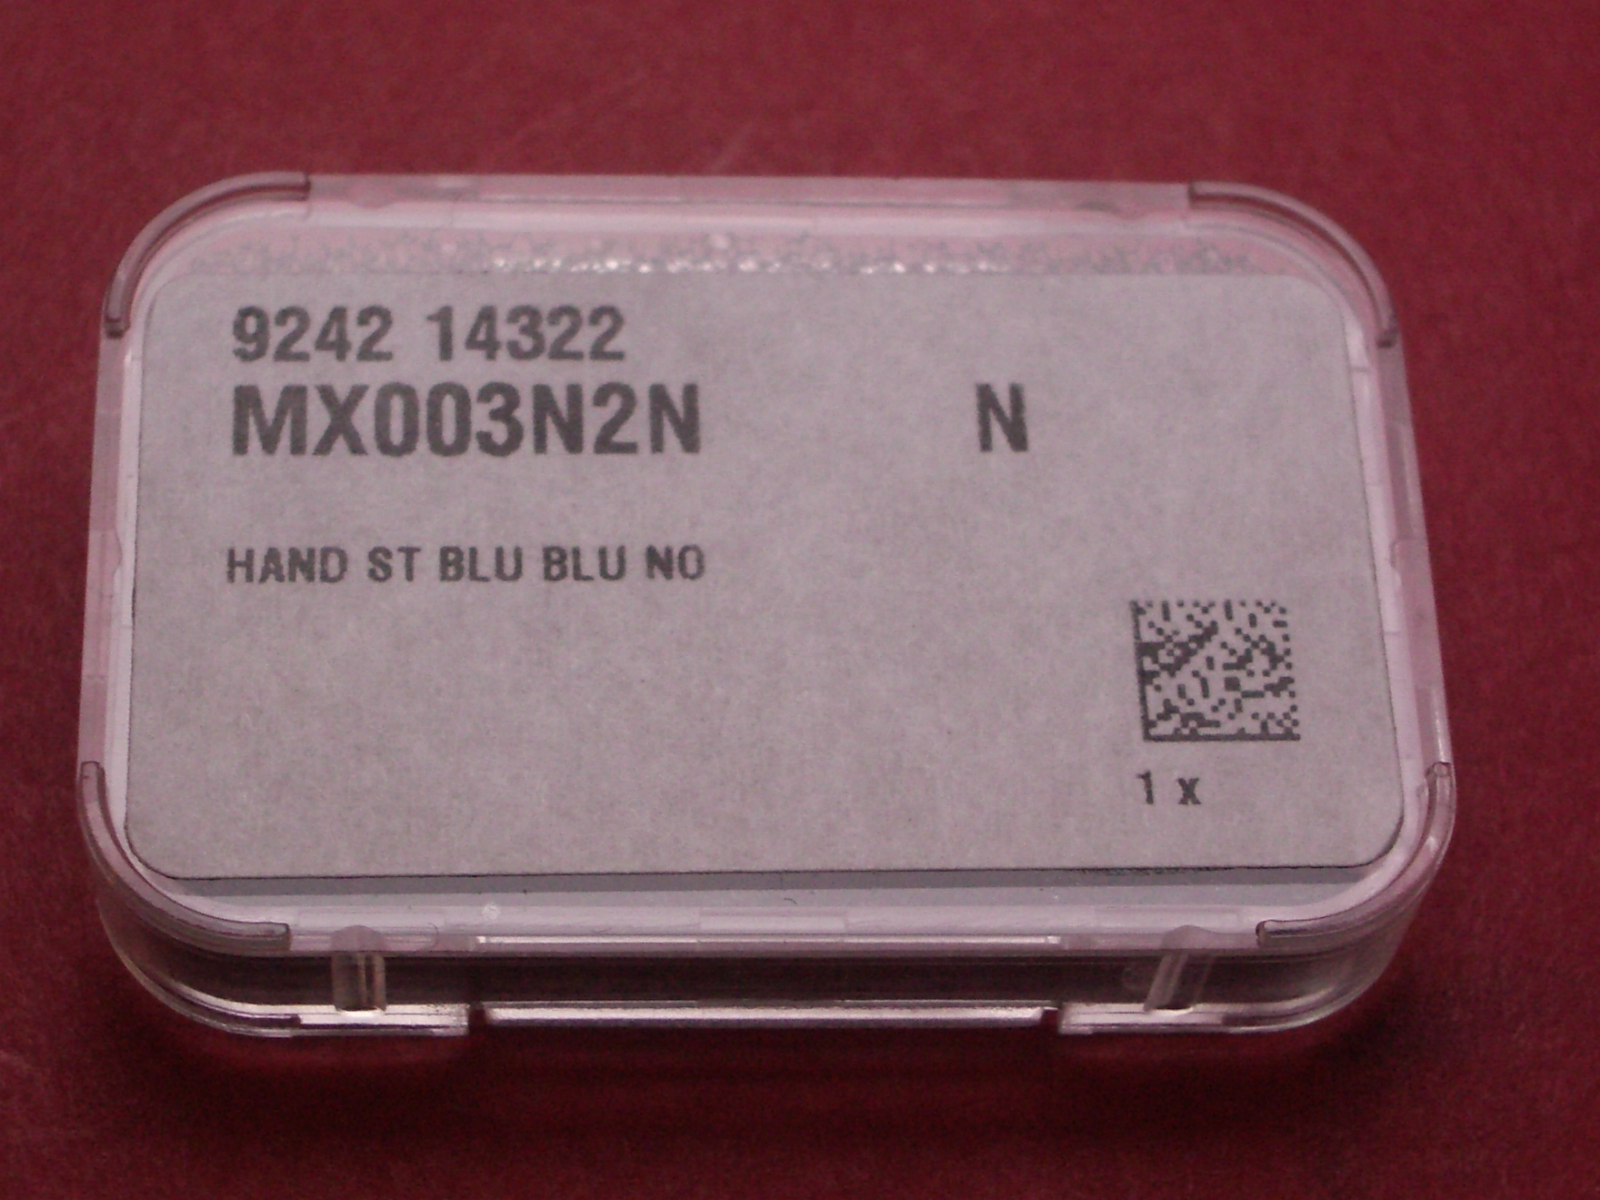 9242 14322
MX003N2N N
HAND ST BLU BLU NO
1 x